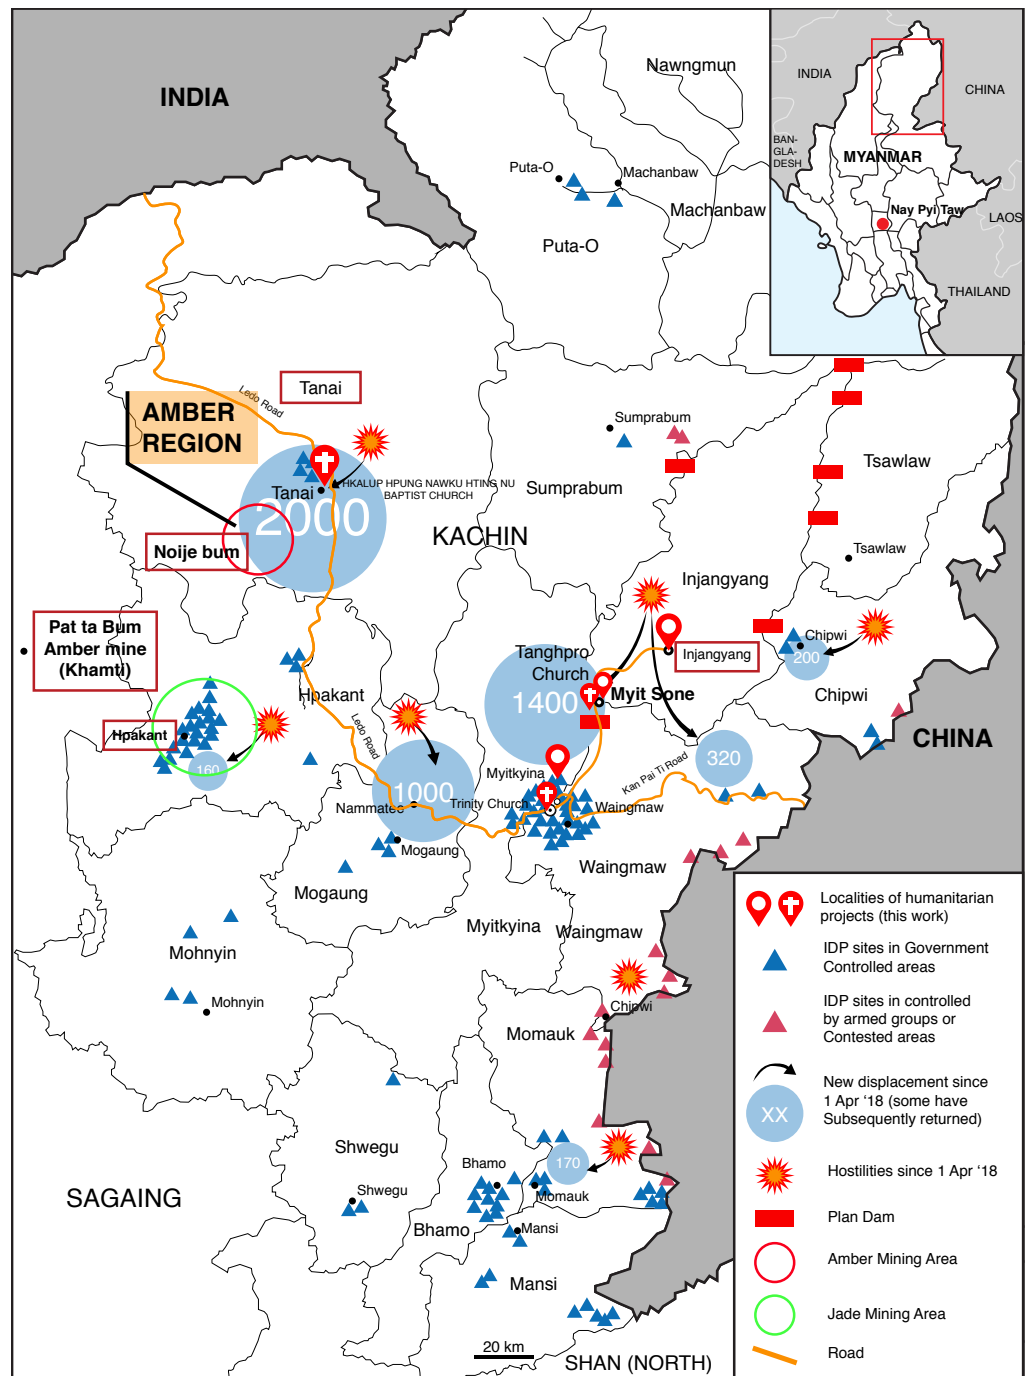 INDIA
Nawngmun
Puta-O
Machanbaw
Machanbaw
Puta-O
INDIA
CHINA
BAN-
GLA-
DESH
MYANMAR
Nay Pyi Taw
LAOS
THAILAND
Tanai
Ledo Road
AMBER
REGION
Tanai
HKALUP HPUNG NAWKU HTING NU
BAPTIST CHURCH
2000
Noije bum
KACHIN
Sumprabum
Sumprabum
Tsawlaw
Tsawlaw
Injangyang
Pat ta Bum
Amber mine
(Khamti)
Tanghpro
Church
Injangyang
Chipwi
200
Chipwi
1400
Myit Sone
Hpakant
Hpakant
160
Ledo Road
CHINA
320
Kan Pai Ti Road
Myitkyina
1000
Nammatee
Trinity Church
Waingmaw
Mogaung
Mogaung
Waingmaw
Myitkyina
Waingmaw
Mohnyin
Mohnyin
Chipwi
Momauk
Shwegu
Shwegu
SAGAING
Bhamo
170
Momauk
Bhamo
Mansi
Mansi
20 km
SHAN (NORTH)
Localities of humanitarian
projects (this work)
IDP sites in Government
Controlled areas
IDP sites in controlled
by armed groups or
Contested areas
XX
New displacement since
1 Apr ‘18 (some have
Subsequently returned)
Hostilities since 1 Apr ‘18
Plan Dam
Amber Mining Area
Jade Mining Area
Road